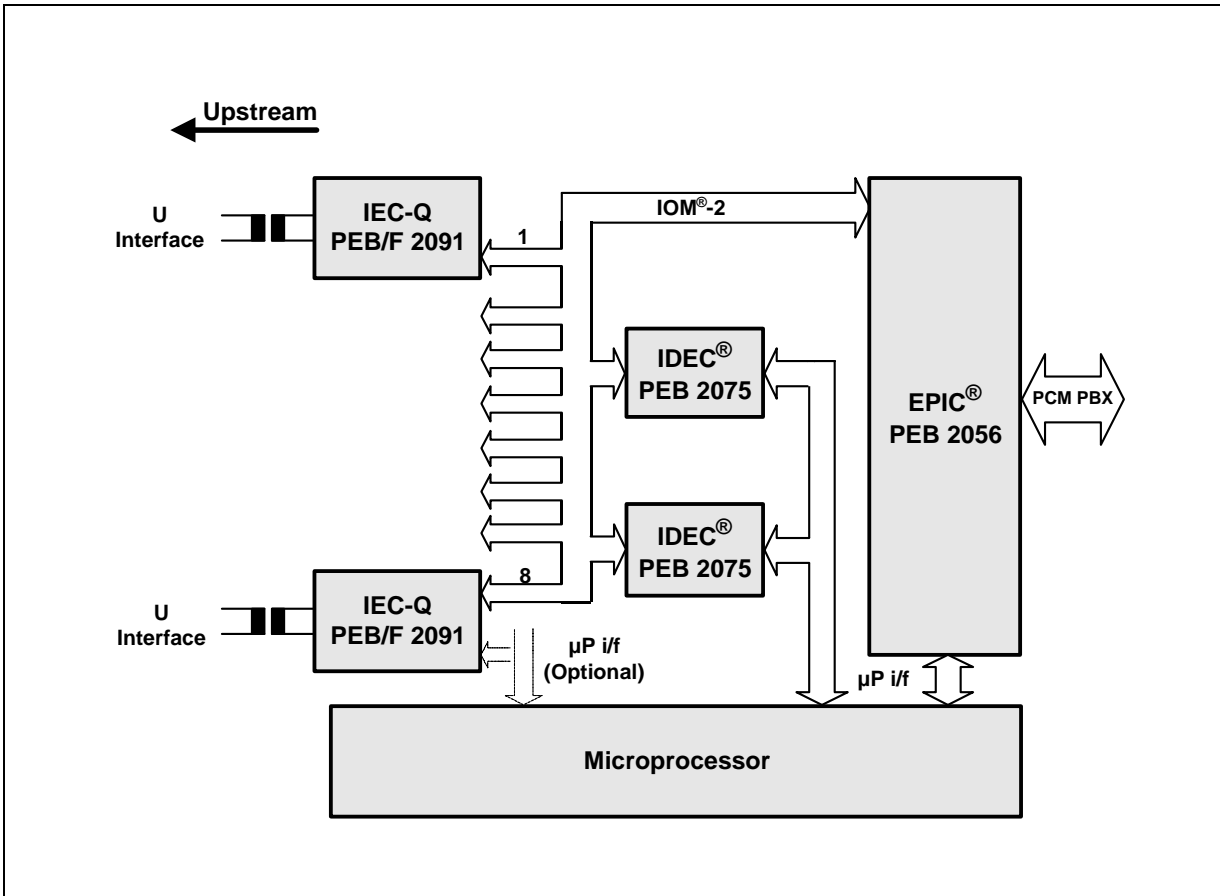 Upstream
U
Interface
IEC-Q
PEB/F 2091
1
IOM®-2
IDEC®
PEB 2075
EPIC®
PEB 2056
PCM PBX
IDEC®
PEB 2075
8
U
Interface
IEC-Q
PEB/F 2091
µP i/f
(Optional)
µP i/f
Microprocessor